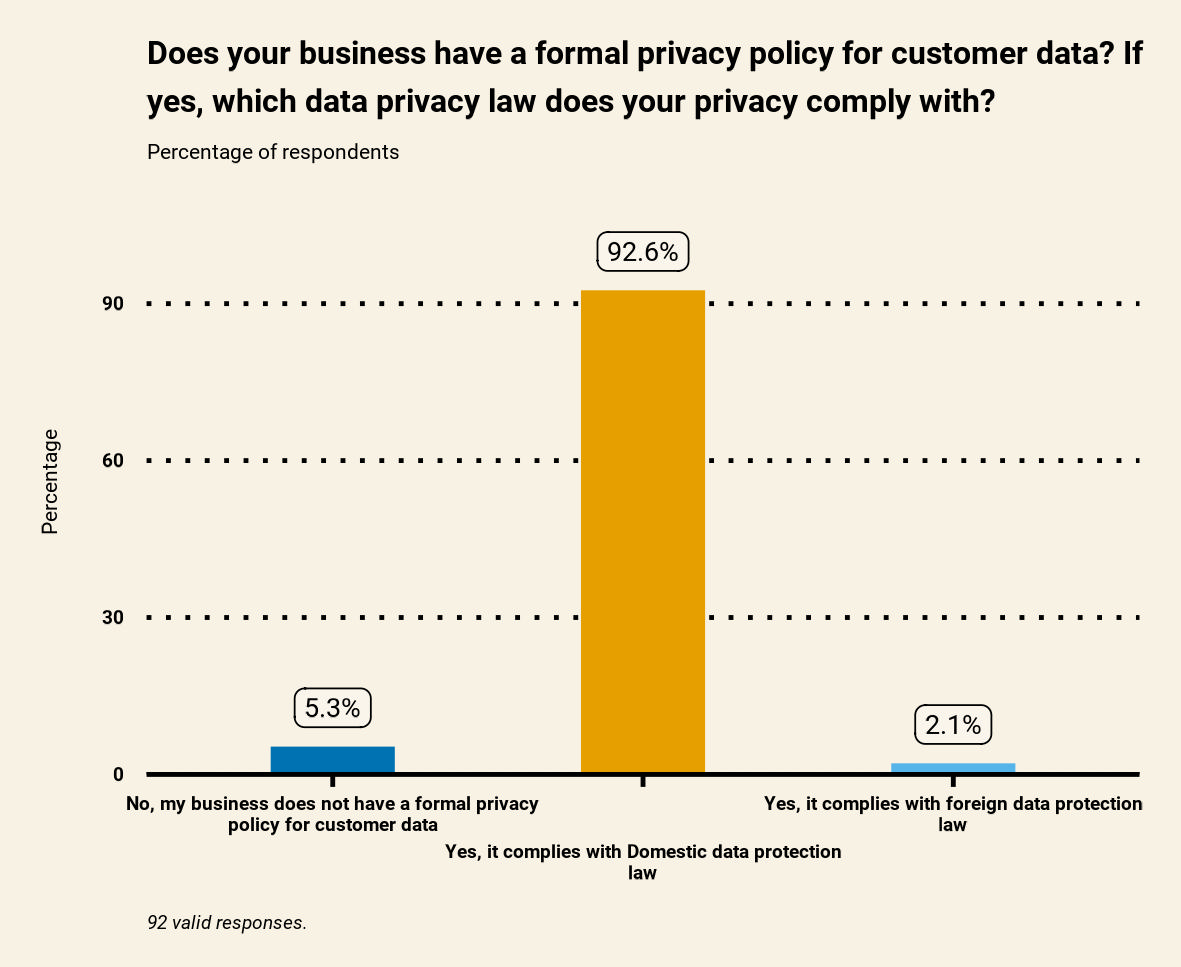 Does your business have a formal privacy policy for customer data? If
yes, which data privacy law does your privacy comply with?
Percentage of respondents
92.6%
90
60
Percentage
30
5.3%
2.1%
0
No, my business does not have a formal privacy
policy for customer data
Yes, it complies with foreign data protection
law
Yes, it complies with Domestic data protection
law
92 valid responses.